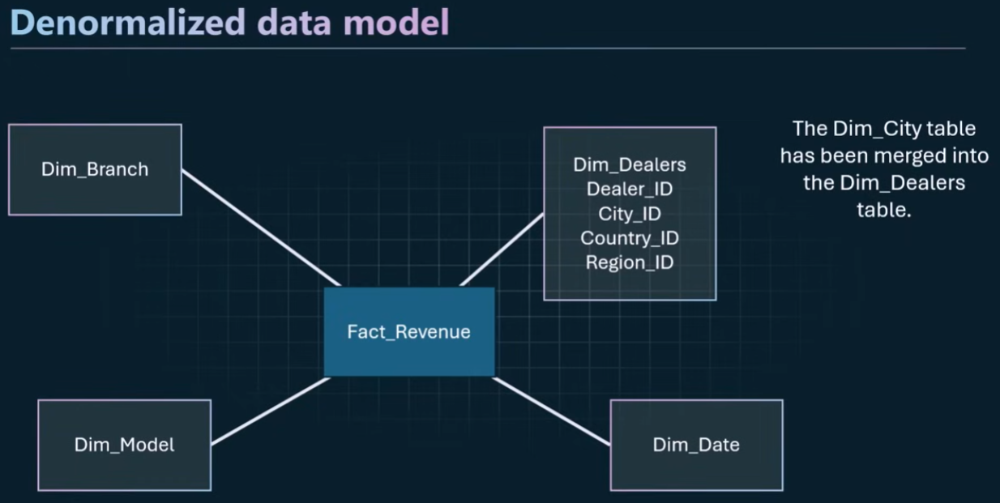 Denormalized data model
Dim_Branch
Dim_Dealers
Dealer_ID
City_ID
Country_ID
Region_ID
The Dim_City table
has been merged into
the Dim_Dealers
table.
Fact_Revenue
Dim_Model
Dim_Date